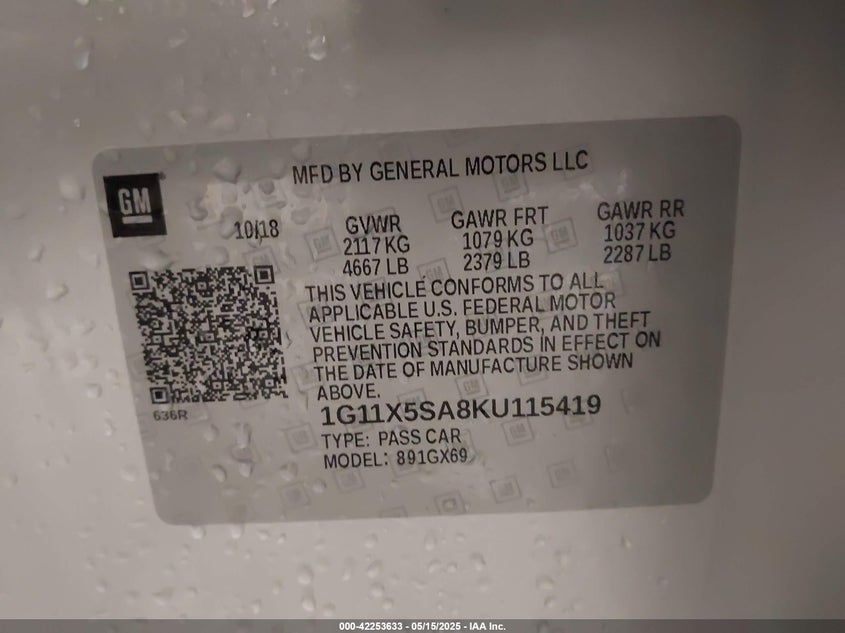 MFD BY GENERAL MOTORS LLC
GM
10/18
GVWR
2117 KG
4667 LB
GAWR FRT
1079 KG
2379 LB
GAWR RR
1037 KG
2287 LB
THIS VEHICLE CONFORMS TO ALL
APPLICABLE U.S. FEDERAL MOTOR
VEHICLE SAFETY, BUMPER, AND THEFT
PREVENTION STANDARDS IN EFFECT ON
THE DATE OF MANUFACTURE SHOWN
ABOVE.
636R
1G11X5SA8KU115419
TYPE: PASS CAR
MODEL: 891GX69
000-42253633 --- 05/15/2025 - IAA Inc.